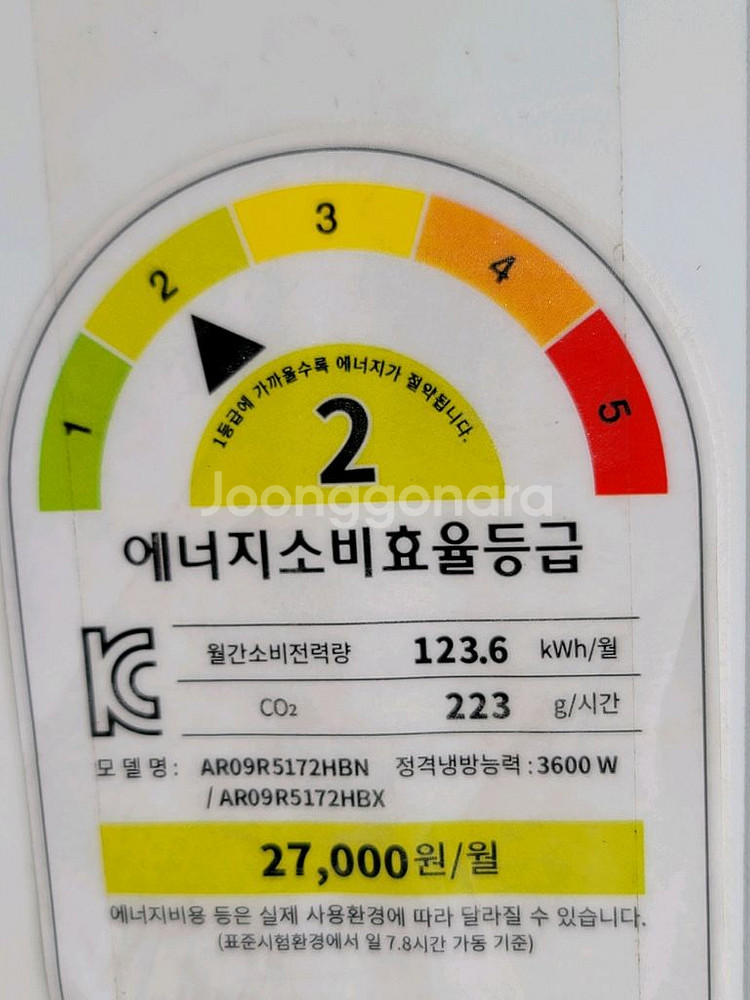 1
2
3
4
5
1등급에 가까울수록 에너지가 절약됩니다.
2
Joonggonara
에너지소비효율등급
KC
월간소비전력량 123.6 kWh/월
CO₂ 223 g/시간
모델명 : AR09R5172HBN 정격냉방능력 : 3600 W
/ AR09R5172HBX
27,000원/월
에너지비용 등은 실제 사용환경에 따라 달라질 수 있습니다.
(표준시험환경에서 일 7.8시간 가동 기준)